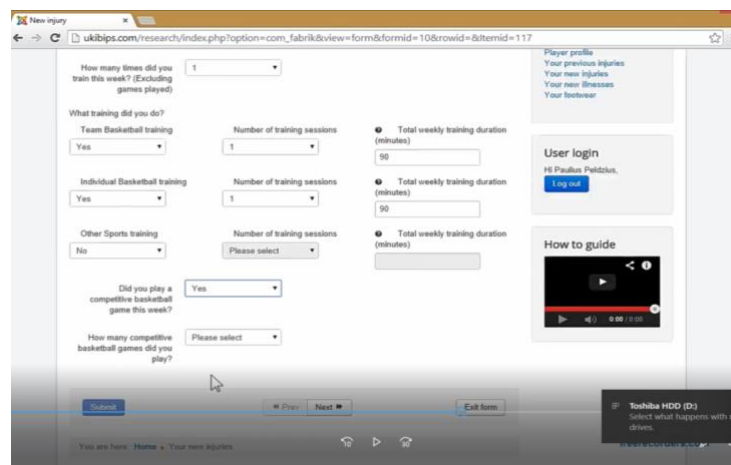 New injury
ukibips.com/research/index.php?option=com_fabrik&view=form&formid=10&rowid=&Itemid=117
Player profile
Your previous injuries
Your new injuries
Your new illnesses
Your footwear
How many times did you
train this week? (Excluding
games played)
1
What training did you do?
Team Basketball training
Number of training sessions
Total weekly training duration
(minutes)
Yes
1
90
User login
Hi Paulius Peldzius,
Log out
Individual Basketball training
Number of training sessions
Total weekly training duration
(minutes)
Yes
1
90
Other Sports training
Number of training sessions
Total weekly training duration
(minutes)
No
Please select
How to guide
0:00 / 0:00
Did you play a
competitive basketball
game this week?
Yes
How many competitive
basketball games did you
play?
Please select
Submit
Prev
Next
Exit form
Toshiba HDD (D:)
Select what happens with
drives.
You are here: Home Your new injuries
10
30